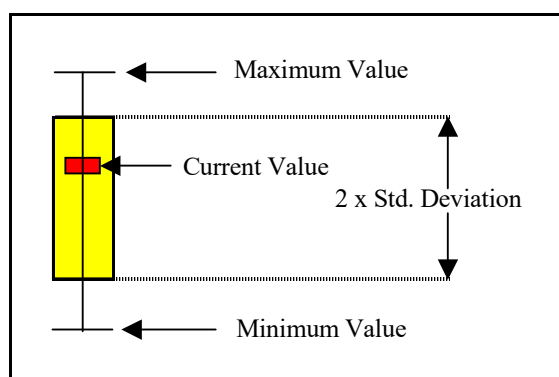 Maximum Value
Current Value
2 x Std. Deviation
Minimum Value